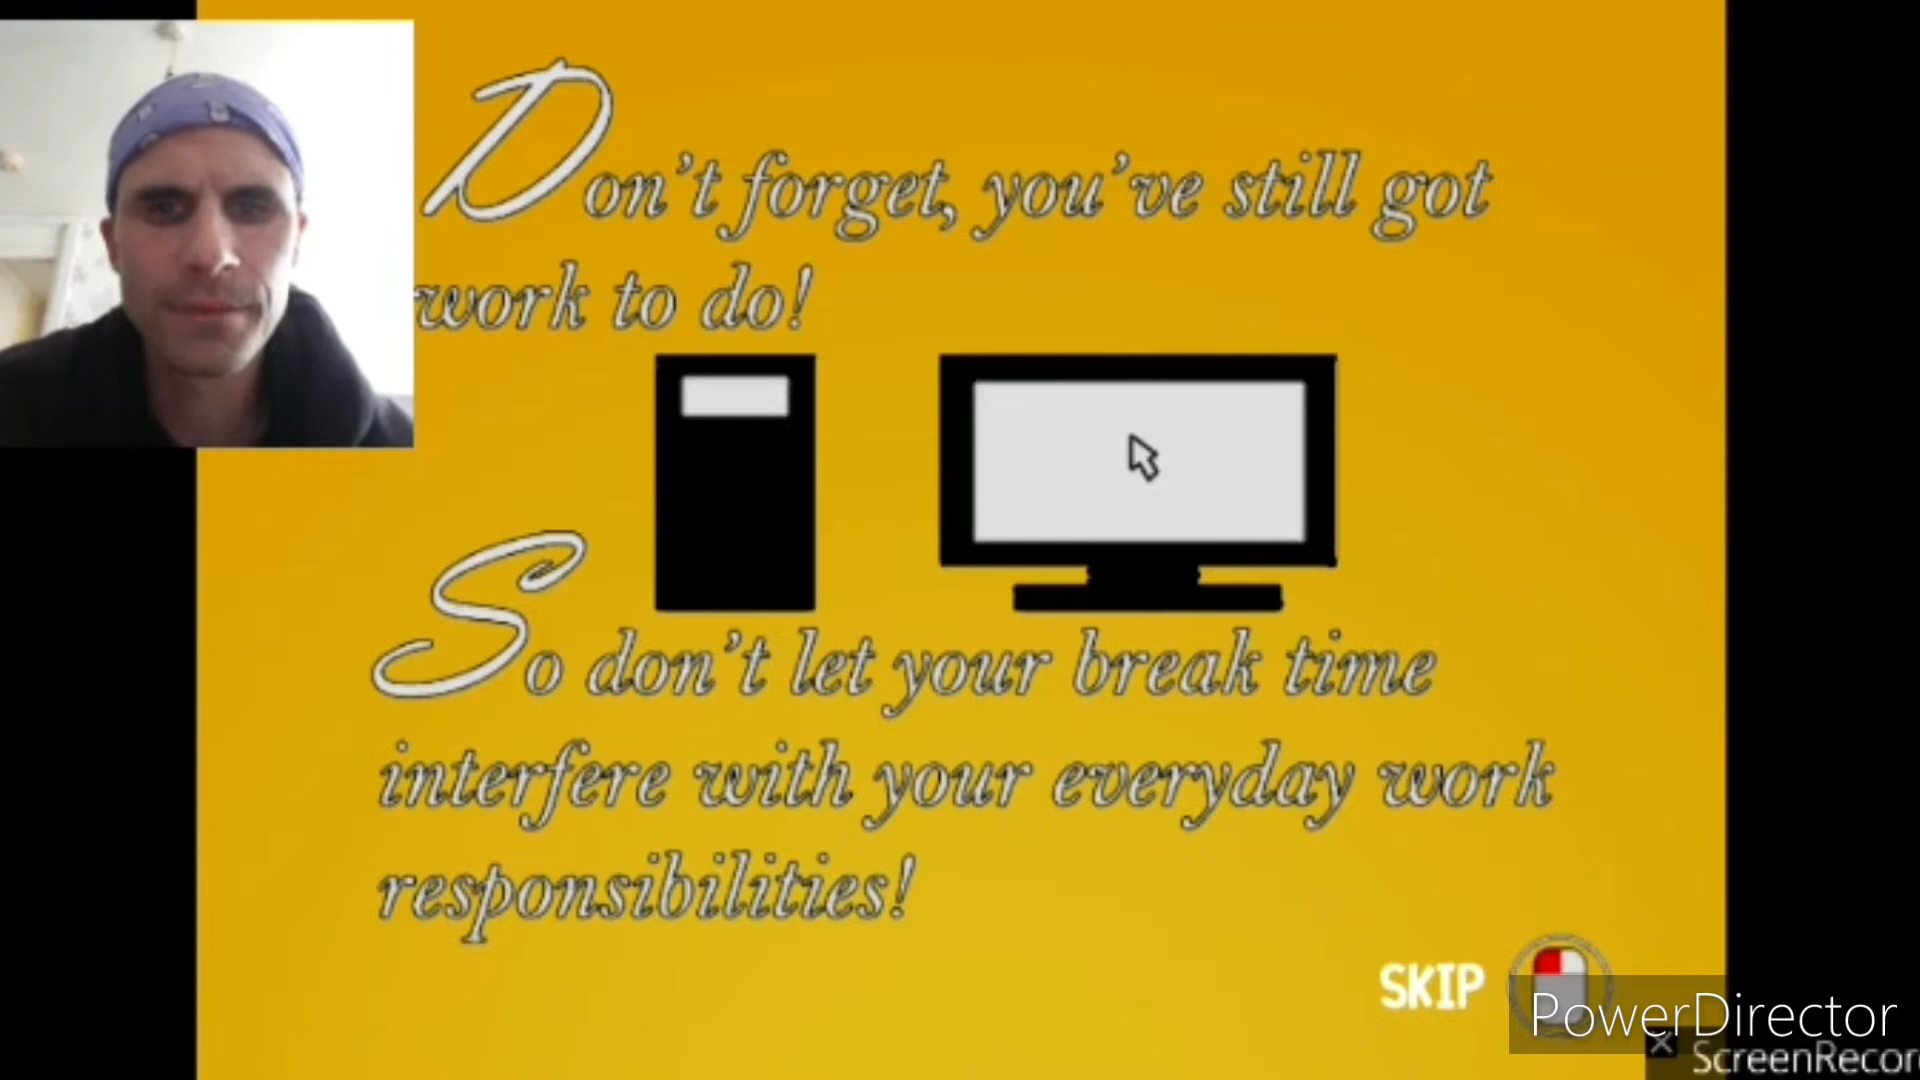 Don't forget, you've still got
work to do!
So don't let your break time
interfere with your everyday work
responsibilities!
SKIP
PowerDirector
ScreenRecor